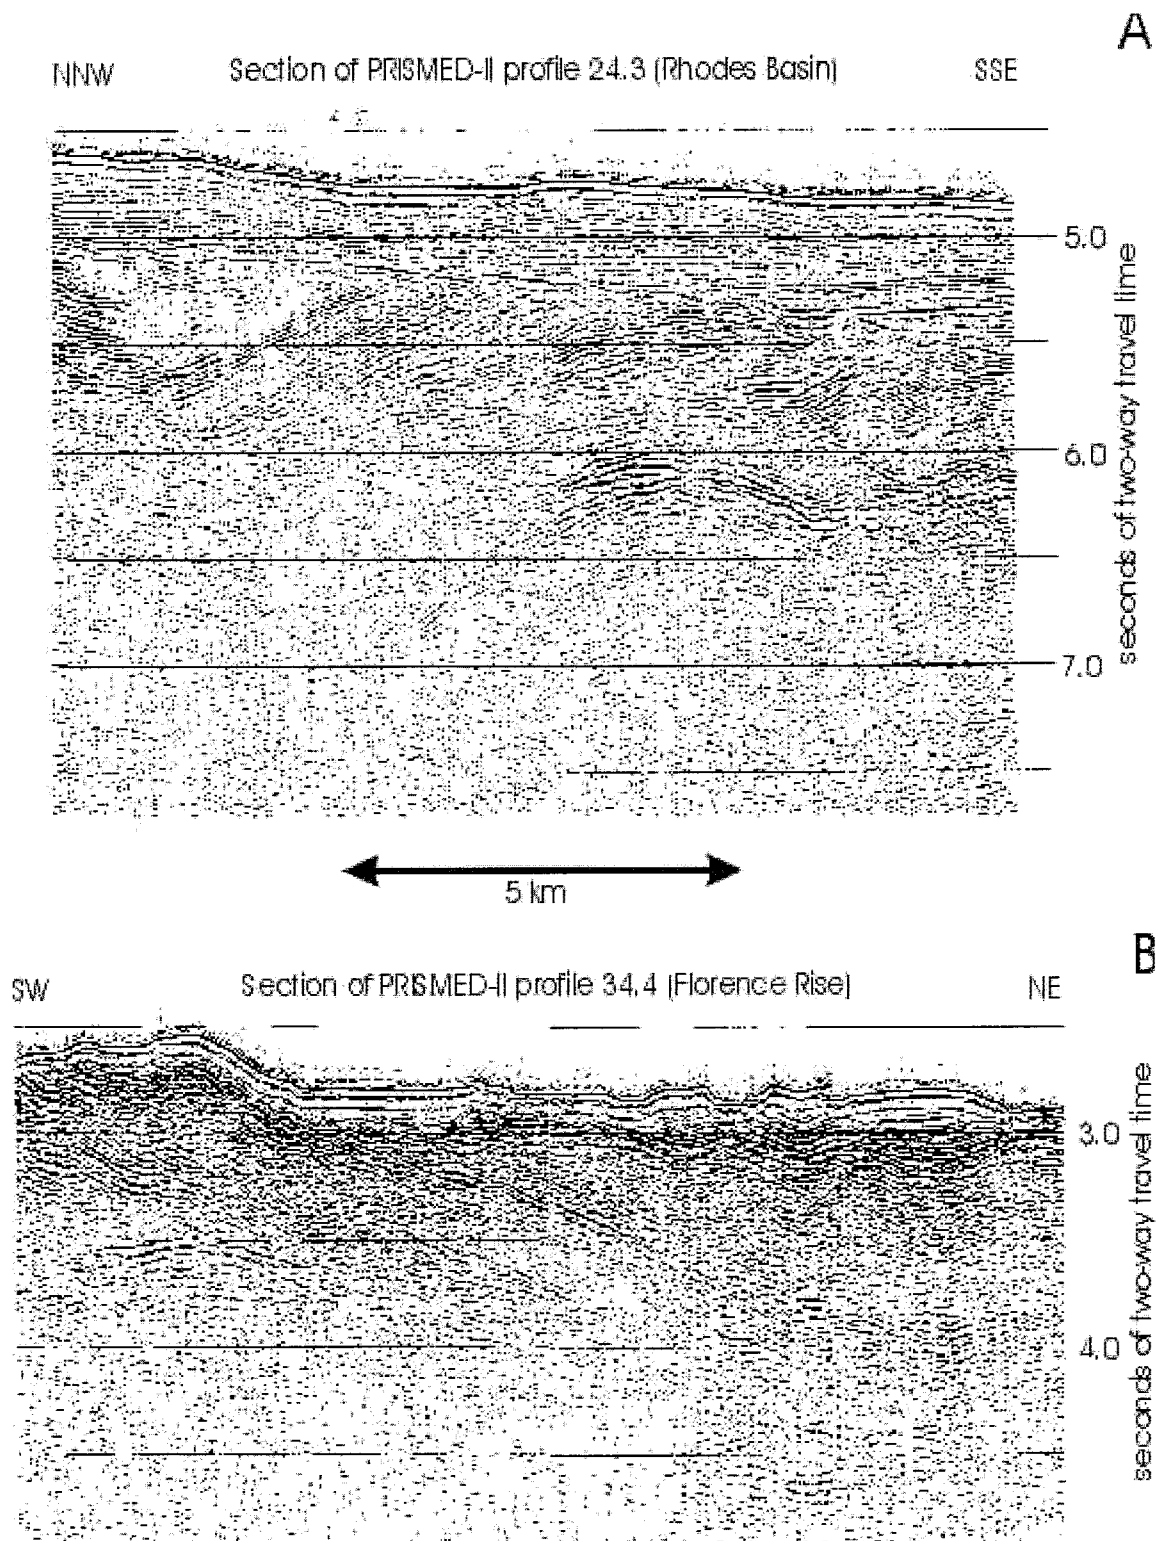 A
NNW Section of PRISMED-II profile 24.3 (Rhodes Basin) SSE
5.0
6.0
7.0
seconds of two-way travel time
5 km
B
SW Section of PRISMED-II profile 34.4 (Florence Rise) NE
3.0
4.0
seconds of two-way travel time